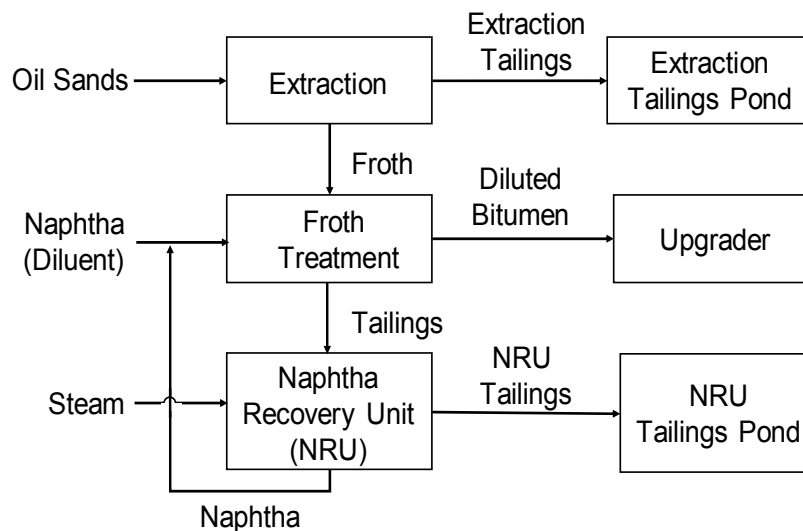 Extraction
Tailings
Oil Sands
Extraction
Extraction
Tailings Pond
Froth
Diluted
Bitumen
Naphtha
(Diluent)
Froth
Treatment
Upgrader
Tailings
NRU
Tailings
Steam
Naphtha
Recovery Unit
(NRU)
NRU
Tailings Pond
Naphtha